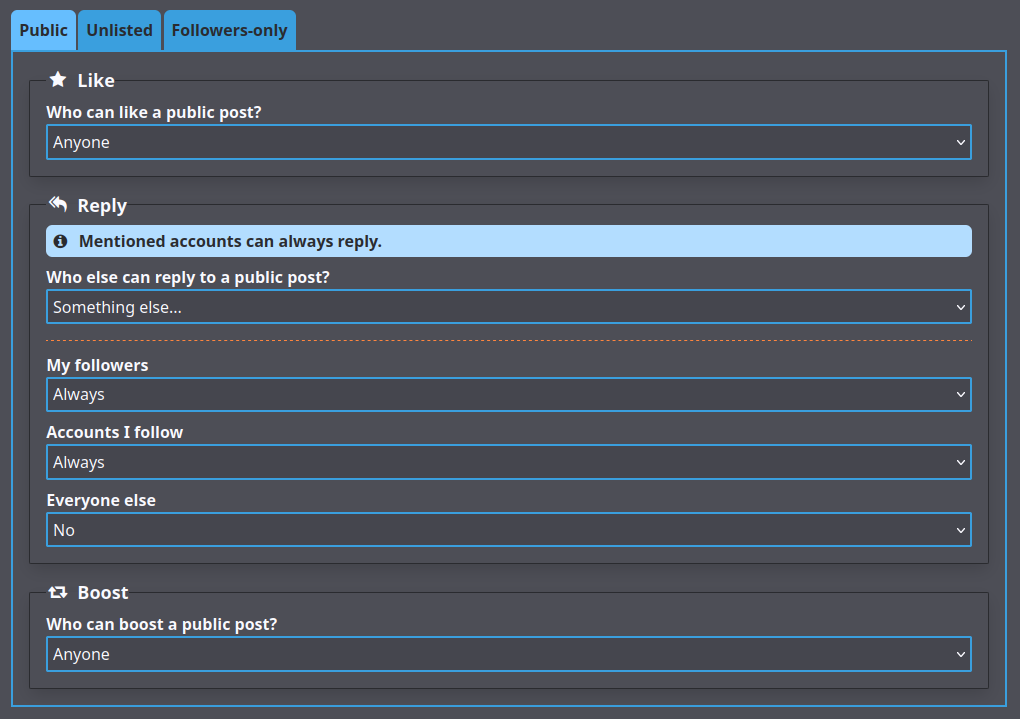 Public Unlisted Followers-only
Like
Who can like a public post?
Anyone
Reply
Mentioned accounts can always reply.
Who else can reply to a public post?
Something else...
My followers
Always
Accounts I follow
Always
Everyone else
No
Boost
Who can boost a public post?
Anyone